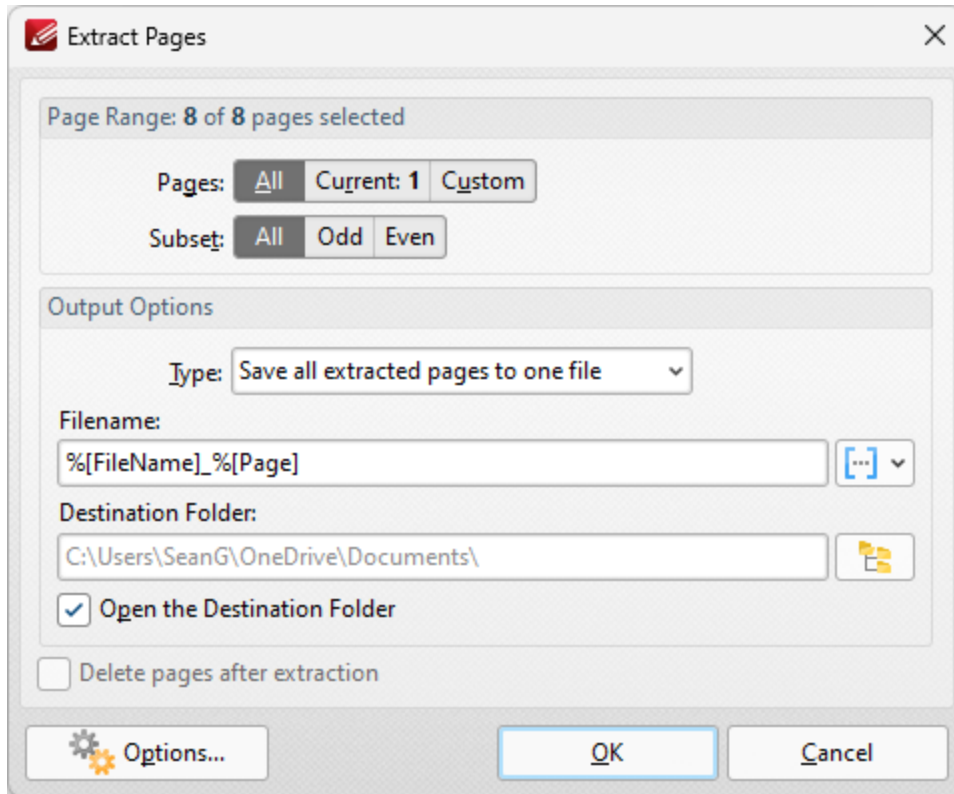 Extract Pages
Page Range: 8 of 8 pages selected
Pages: All Current: 1 Custom
Subset: All Odd Even
Output Options
Type: Save all extracted pages to one file
Filename:
%[FileName]_%[Page]
Destination Folder:
C:\Users\SeanG\OneDrive\Documents\
Open the Destination Folder
Delete pages after extraction
Options... OK Cancel